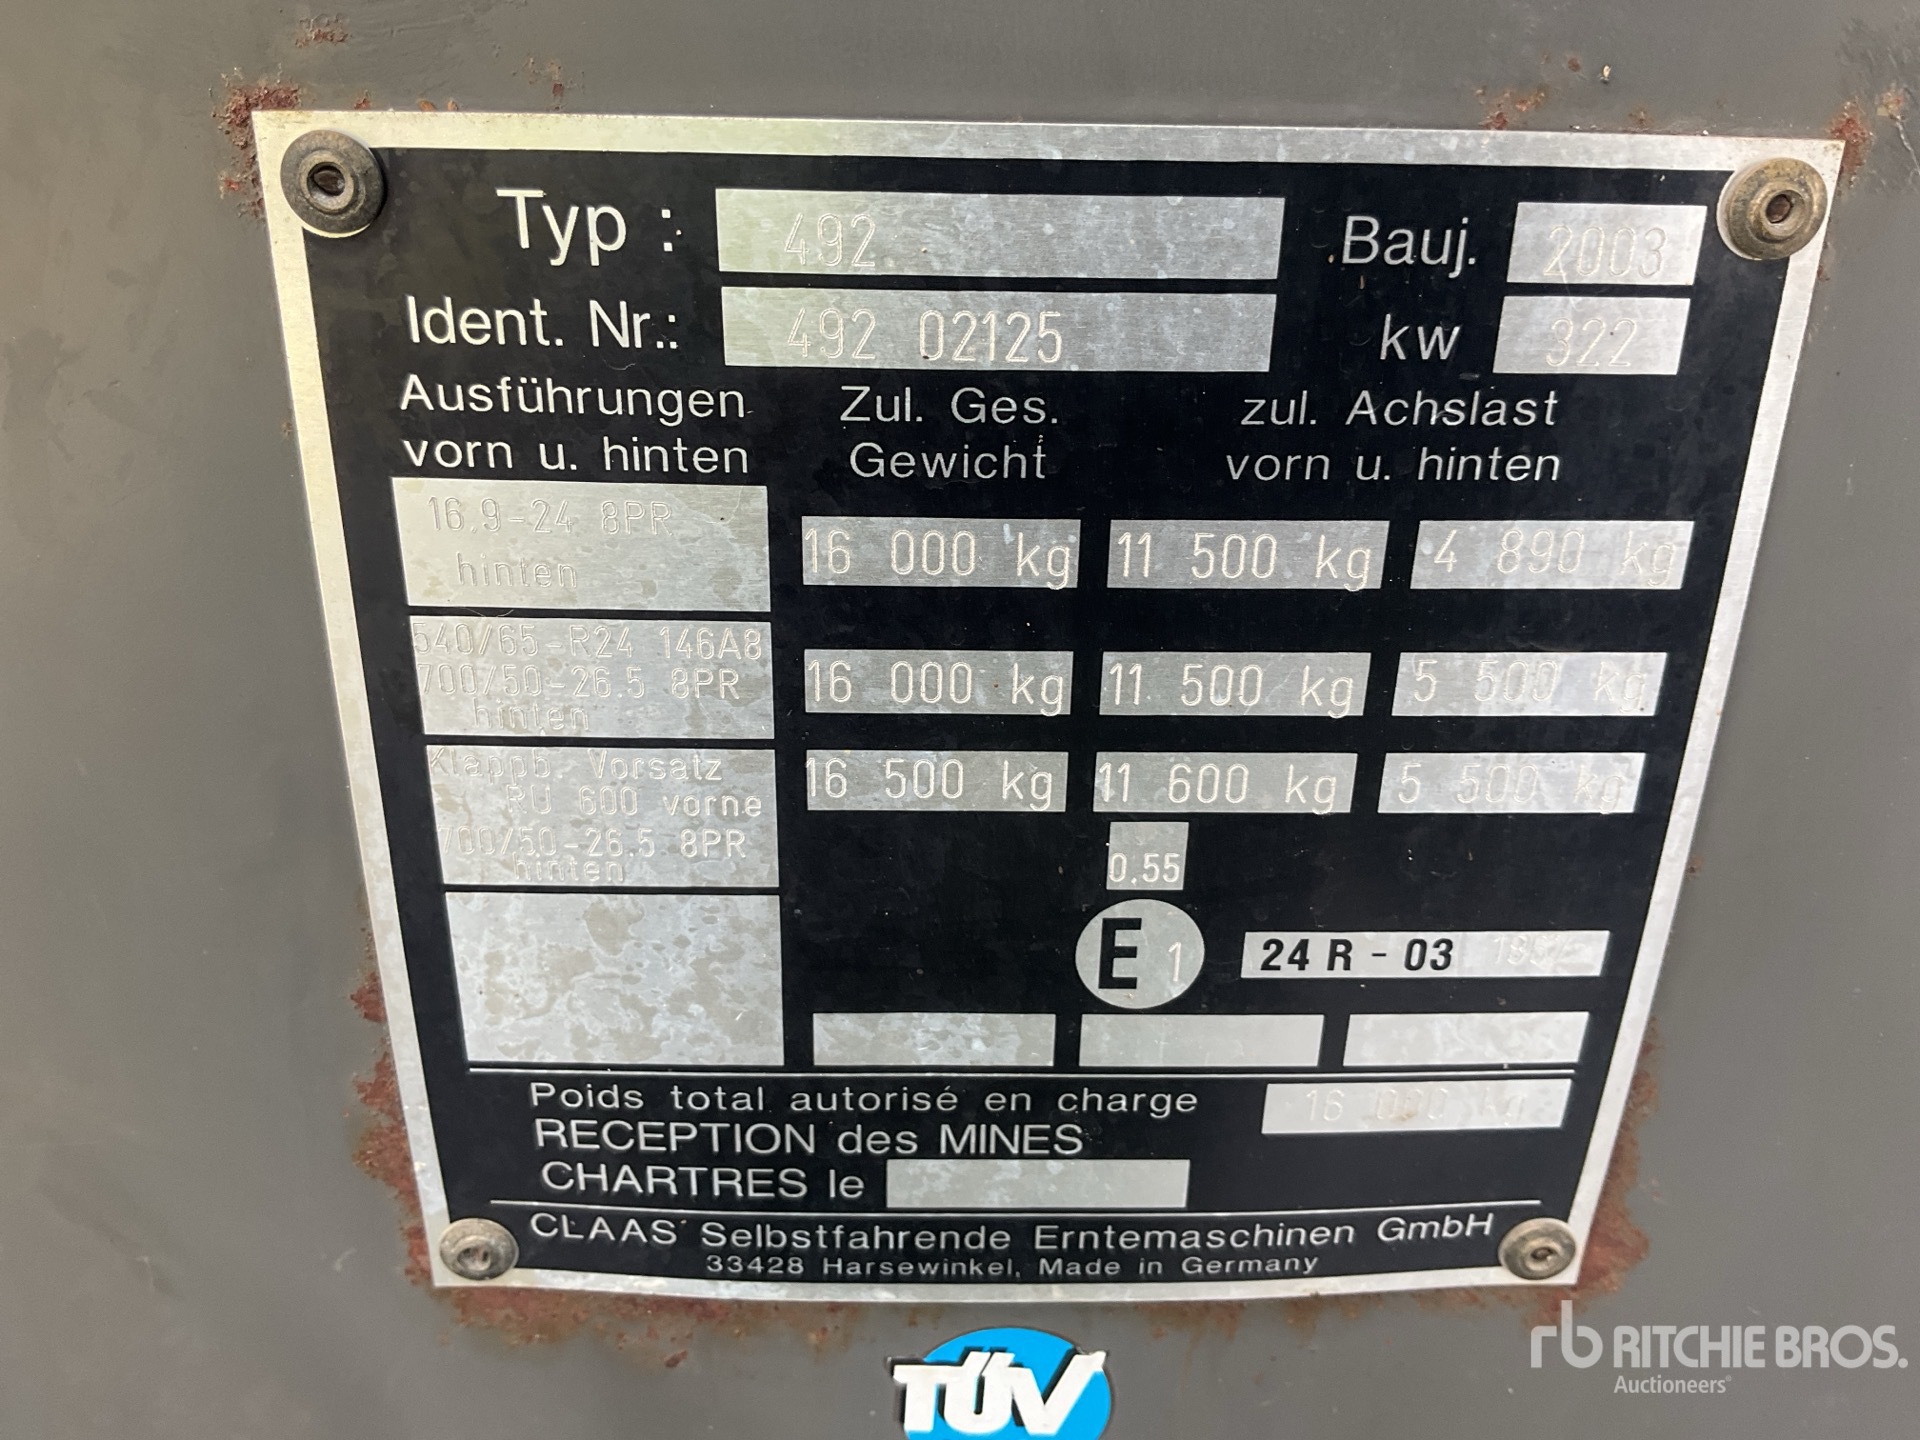 Typ : 492 Bauj. 2003
Ident. Nr.: 492 02125 kw 322
Ausführungen vorn u. hinten
Zul. Ges. Gewicht
zul. Achslast vorn u. hinten
16.9-24 8PR
hinten
16 000 kg 11 500 kg 4 890 kg
540/65-R24 146A8
700/50-26.5 8PR
hinten
16 000 kg 11 500 kg 5 500 kg
Klappb. Vorsatz
RU 600 vorne
700/50-26.5 8PR
hinten
16 500 kg 11 600 kg 5 500 kg
0.55
E 1 24 R - 03
Poids total autorisé en charge 16 000 kg
RECEPTION des MINES
CHARTRES le
CLAAS Selbstfahrende Erntemaschinen GmbH
33428 Harsewinkel, Made in Germany
TÜV
rb RITCHIE BROS.
Auctioneers